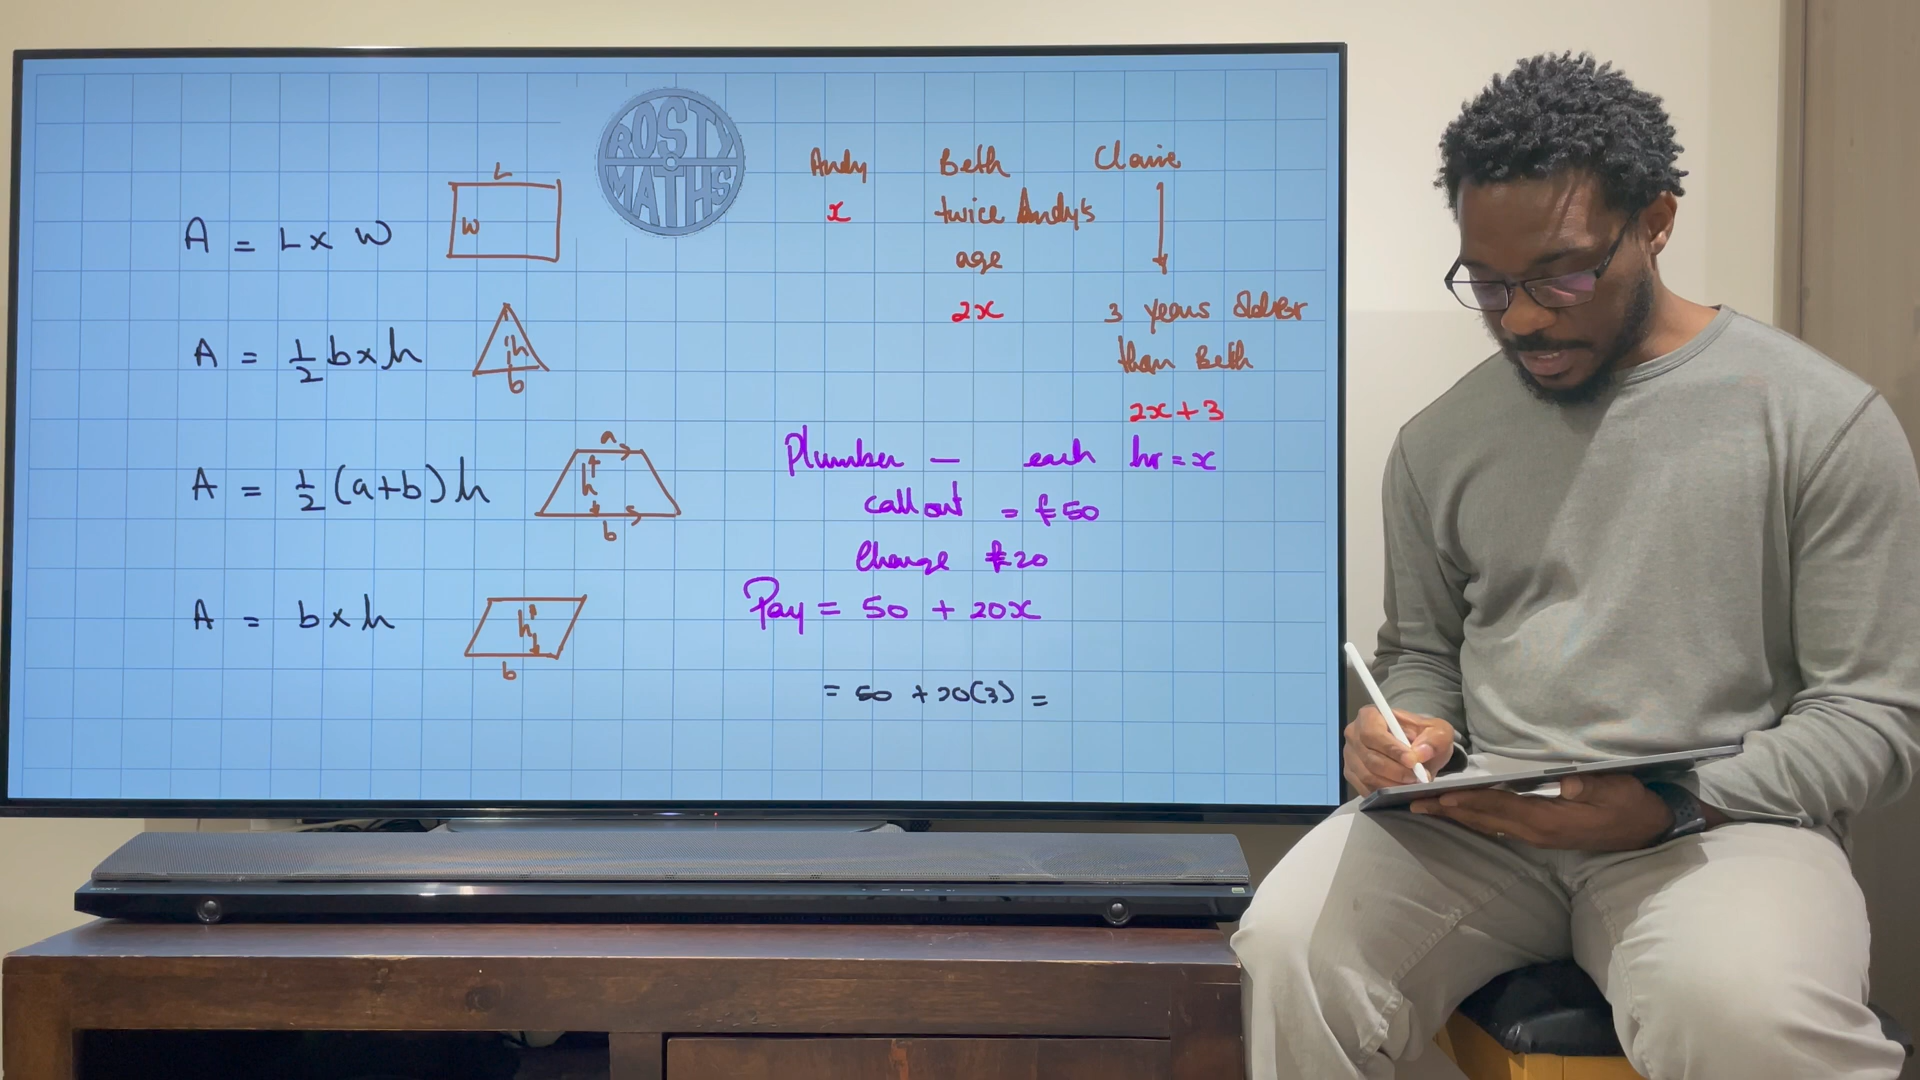 A = L x W
L
W
A = 1/2 b x h
h
b
A = 1/2 (a+b) h
a
h
b
A = b x h
h
b
ROSTY
MATHS
Andy Beth Claire
x twice Andy's
age
2x 3 years older
than Beth
2x + 3
Plumber — each hr = x
call out = £50
Charge £20
Pay = 50 + 20x
= 50 + 20(3) =
SONY